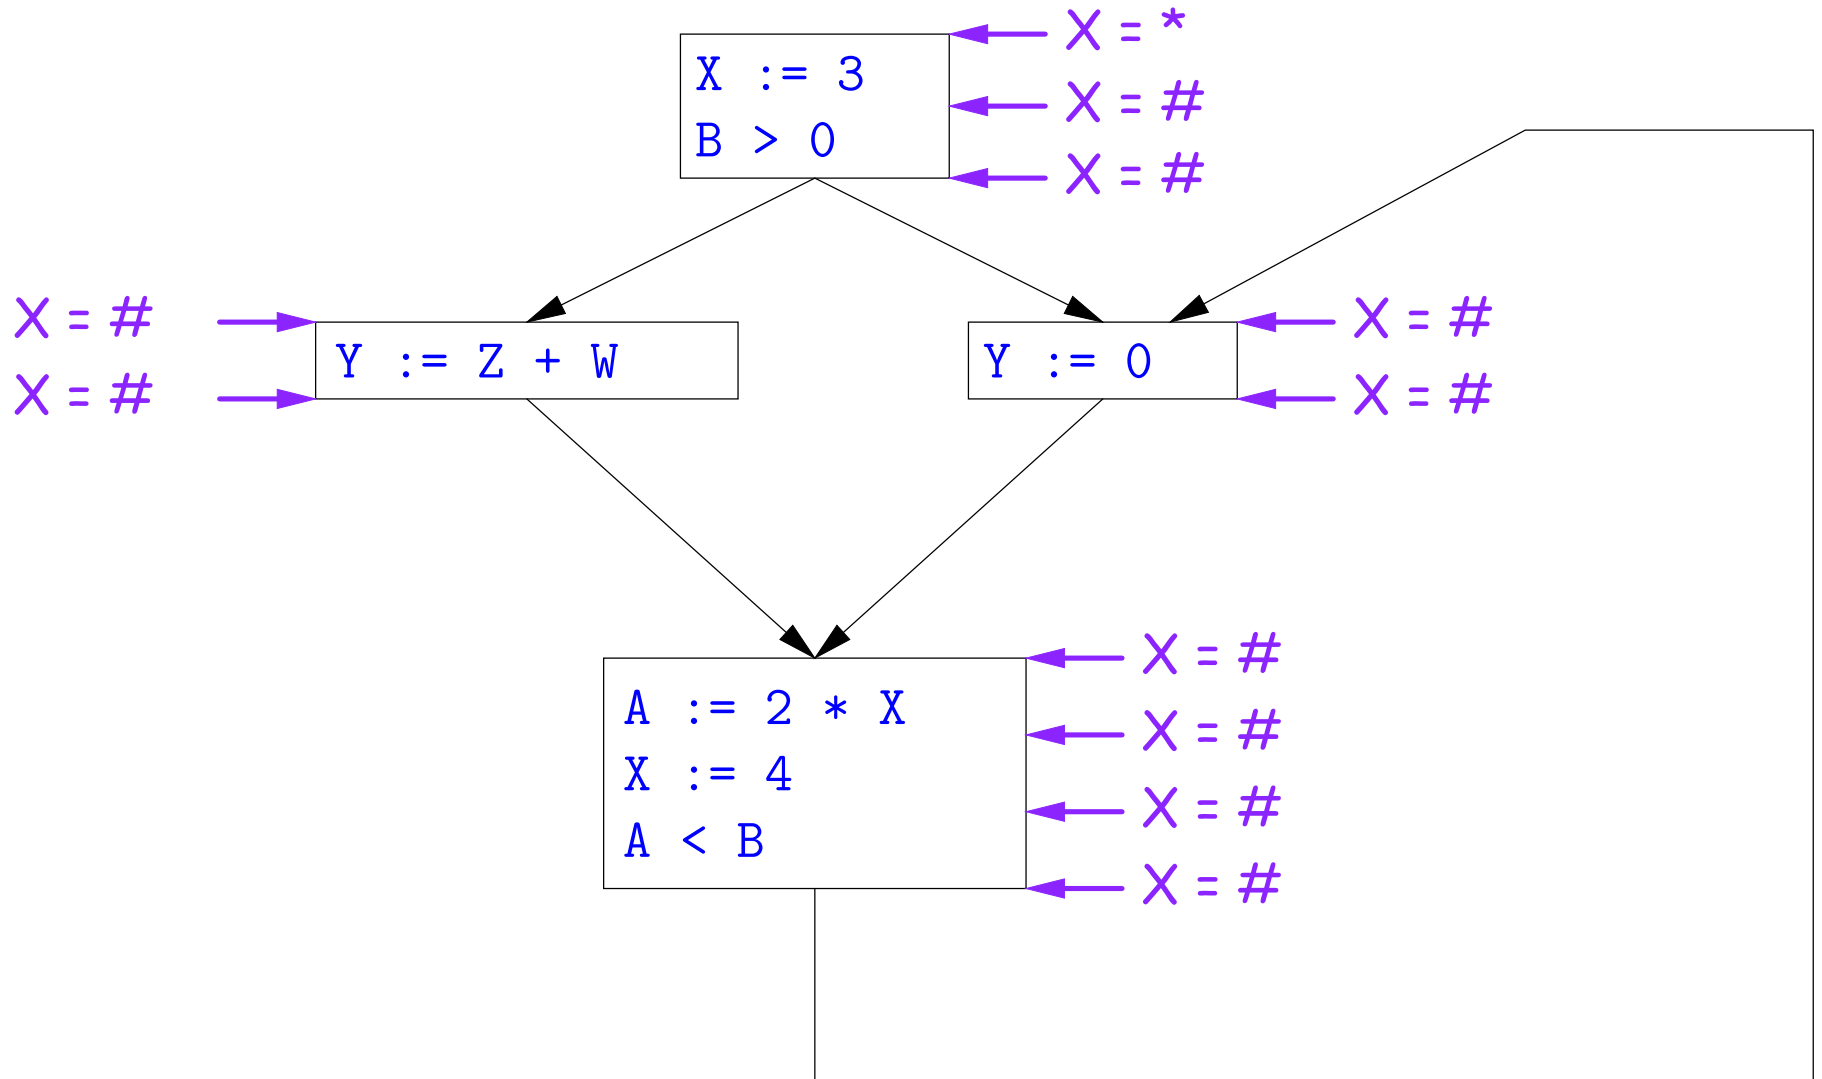 X = *
X := 3
X = #
B > 0
X = #
X = #
Y := Z + W
X = #
Y := 0
X = #
X = #
X = #
A := 2 * X
X = #
X := 4
X = #
A < B
X = #